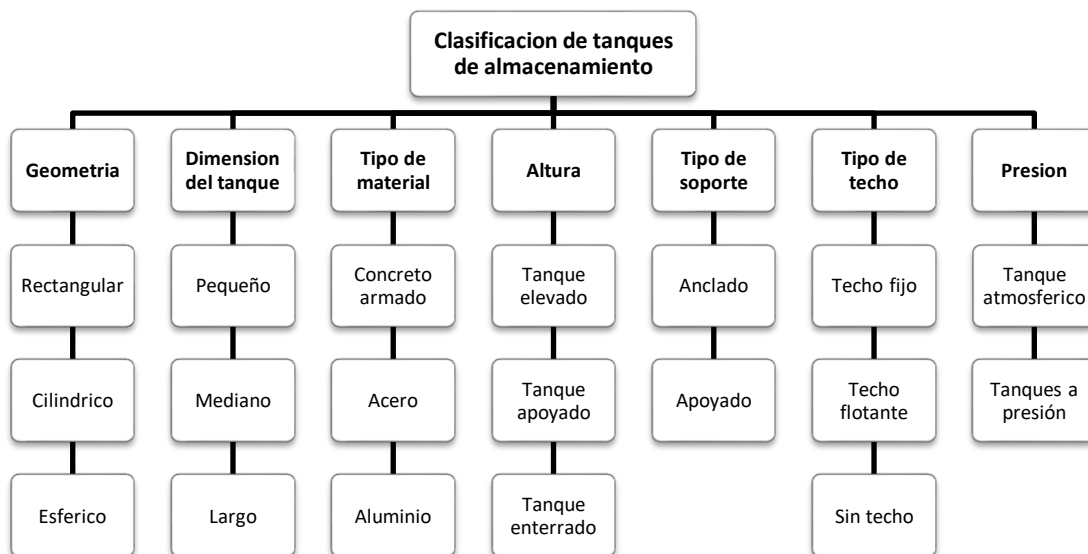 Clasificacion de tanques
de almacenamiento
Geometria
Dimension
del tanque
Tipo de
material
Altura
Tipo de
soporte
Tipo de
techo
Presion
Rectangular
Pequeño
Concreto
armado
Tanque
elevado
Anclado
Techo fijo
Tanque
atmosferico
Cilindrico
Mediano
Acero
Tanque
apoyado
Apoyado
Techo
flotante
Tanques a
presión
Esferico
Largo
Aluminio
Tanque
enterrado
Sin techo